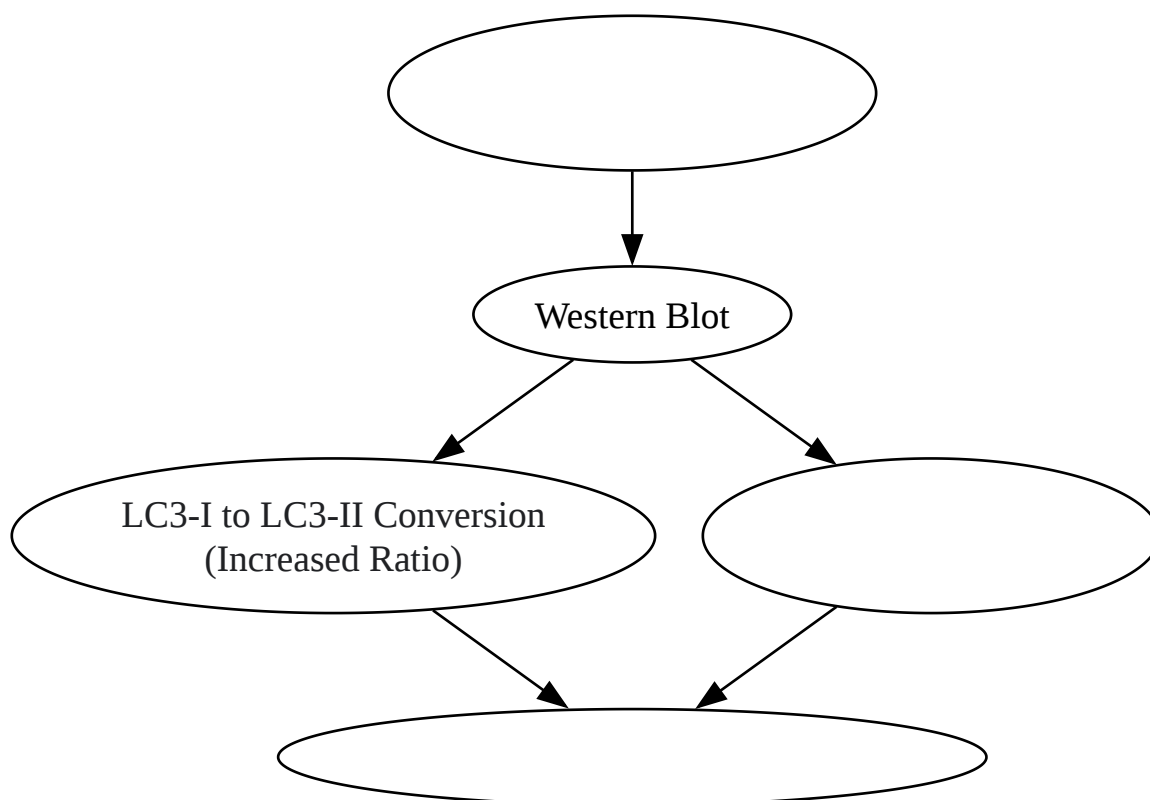 Western Blot
LC3-I to LC3-II Conversion
(Increased Ratio)